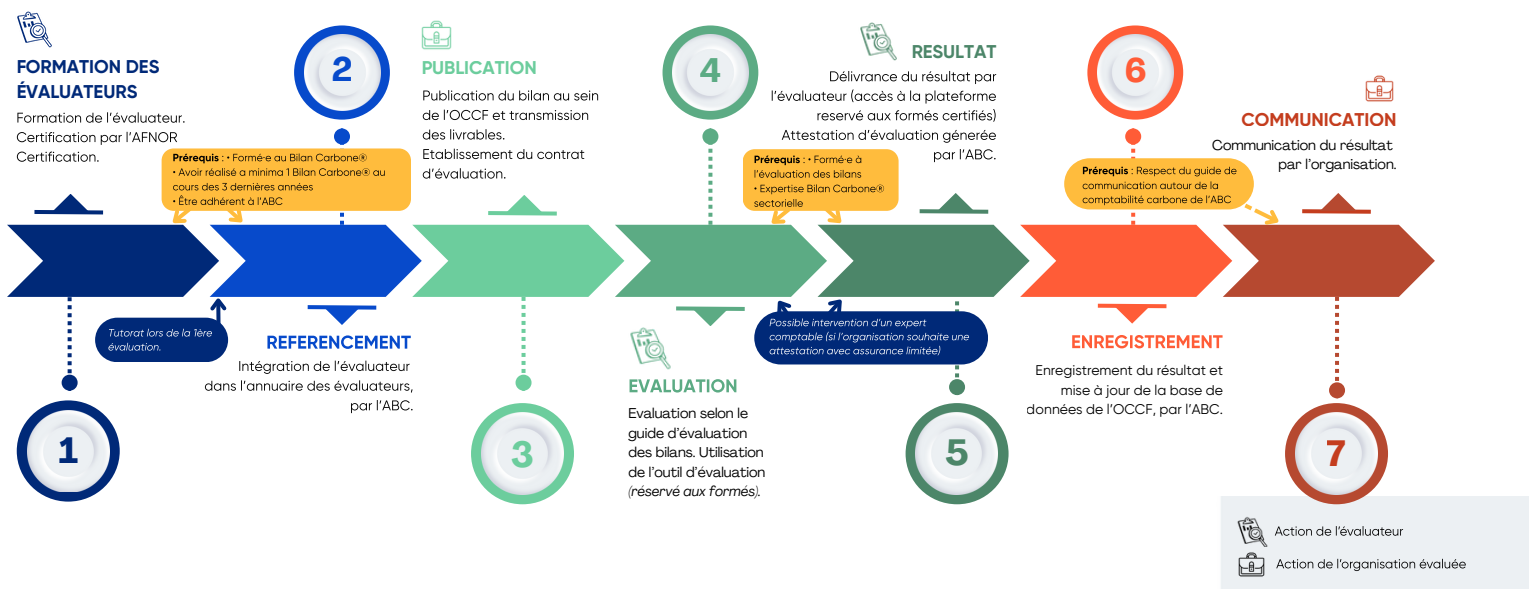 FORMATION DES
ÉVALUATEURS
Formation de l'évaluateur.
Certification par l'AFNOR
Certification.
Prérequis : • Formé·e au Bilan Carbone®
• Avoir réalisé a minima 1 Bilan Carbone® au
cours des 3 dernières années
• Être adhérent à l'ABC
Tutorat lors de la 1ère
évaluation.
1
2
REFERENCEMENT
Intégration de l'évaluateur
dans l'annuaire des évaluateurs,
par l'ABC.
PUBLICATION
Publication du bilan au sein
de l'OCCF et transmission
des livrables.
Etablissement du contrat
d'évaluation.
3
4
EVALUATION
Evaluation selon le
guide d'évaluation
des bilans. Utilisation
de l'outil d'évaluation
(réservé aux formés).
Prérequis : • Formé·e à
l'évaluation des bilans
• Expertise Bilan Carbone®
sectorielle
Possible intervention d'un expert
comptable (si l'organisation souhaite une
attestation avec assurance limitée)
RESULTAT
Délivrance du résultat par
l'évaluateur (accès à la plateforme
reservé aux formés certifiés)
Attestation d'évaluation génerée
par l'ABC.
5
6
ENREGISTREMENT
Enregistrement du résultat et
mise à jour de la base de
données de l'OCCF, par l'ABC.
Prérequis : Respect du guide de
communication autour de la
comptabilité carbone de l'ABC
COMMUNICATION
Communication du résultat
par l'organisation.
7
Action de l'évaluateur
Action de l'organisation évaluée